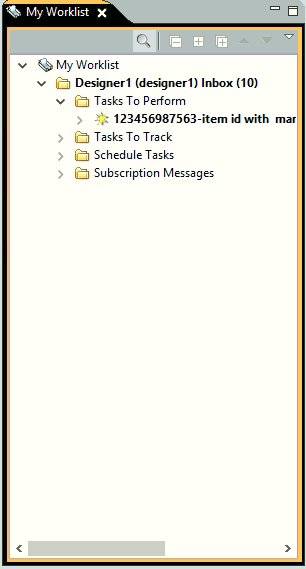 My Worklist
My Worklist
Designer1 (designer1) Inbox (10)
Tasks To Perform
123456987563-item id with mar
Tasks To Track
Schedule Tasks
Subscription Messages